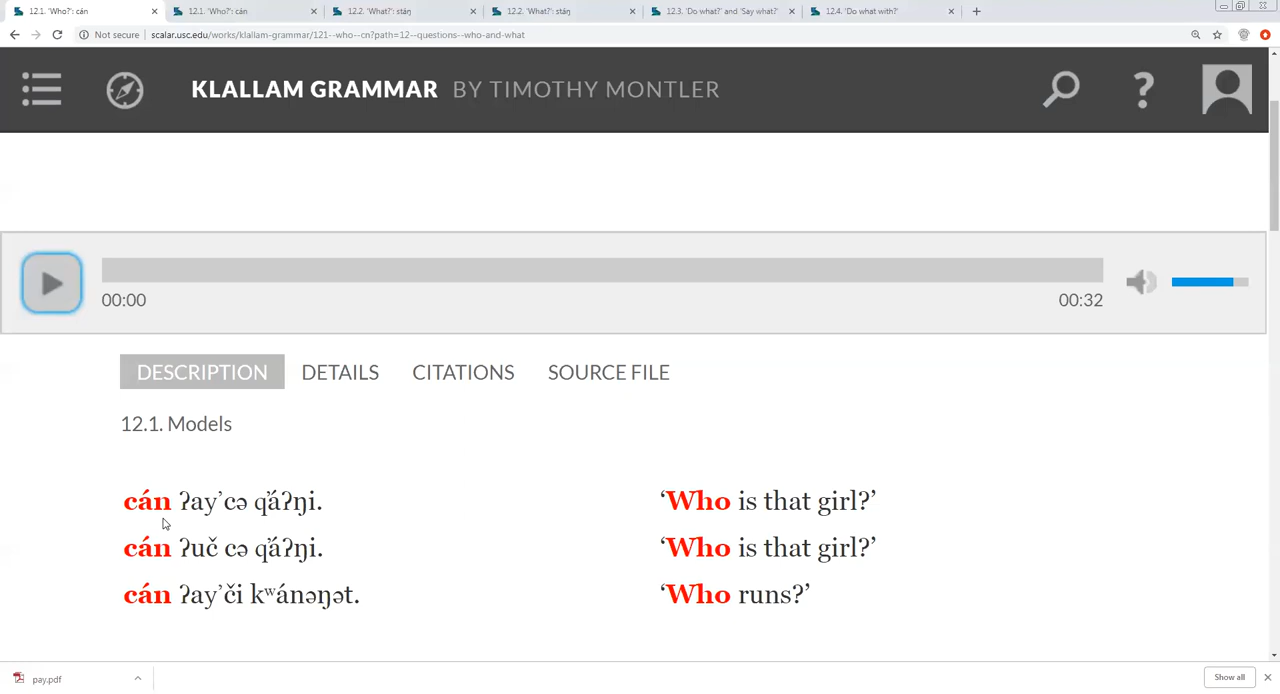 12.1. 'Who?': cán
12.1. 'Who?': cán
12.2. 'What?': stáŋ
12.2. 'What?': stáŋ
12.3. 'Do what?' and 'Say what?'
12.4. 'Do what with?'
Not secure | scalar.usc.edu/works/klallam-grammar/121--who--cn?path=12--questions--who-and-what
KLALLAM GRAMMAR BY TIMOTHY MONTLER
00:00
00:32
DESCRIPTION DETAILS CITATIONS SOURCE FILE
12.1. Models
cán ʔay̓ cə q̓áʔŋi. ‘Who is that girl?’
cán ʔuč cə q̓áʔŋi. ‘Who is that girl?’
cán ʔay̓ či kʷánəŋət. ‘Who runs?’
pay.pdf
Show all